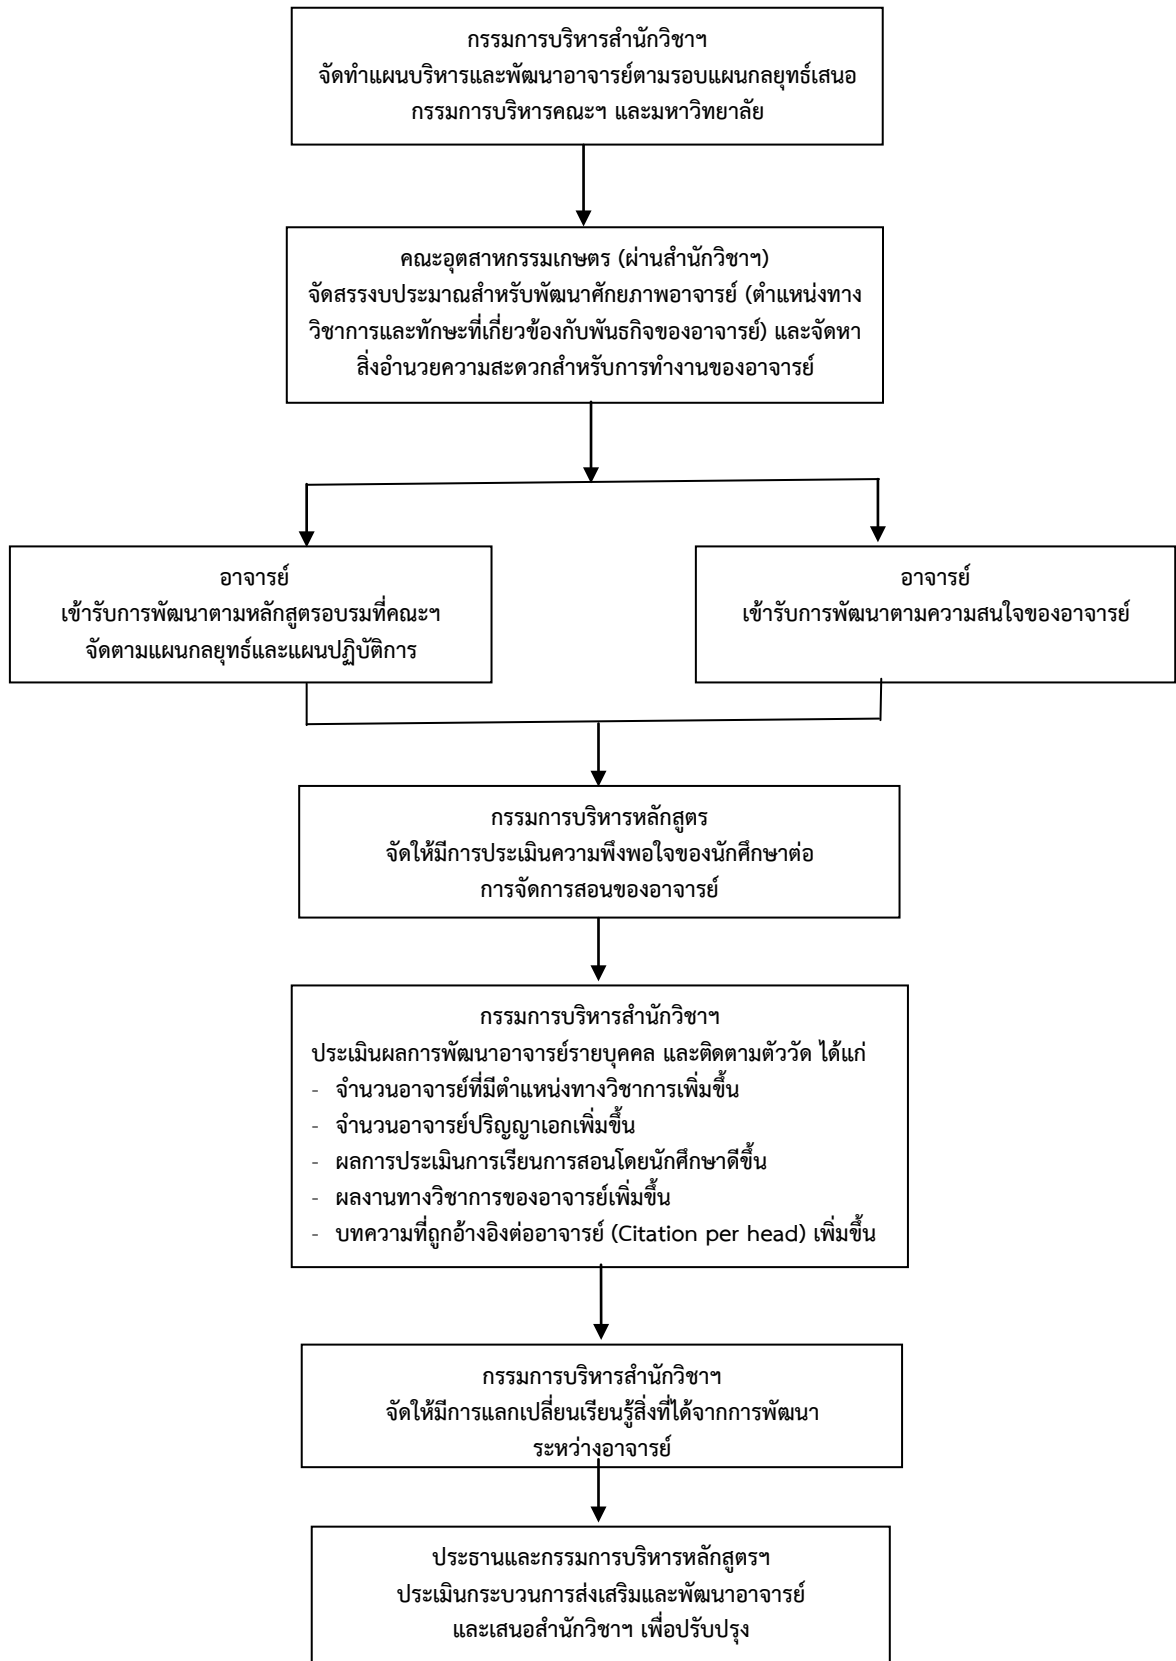 กรรมการบริหารสำนักวิชาฯ
จัดทำแผนบริหารและพัฒนาอาจารย์ตามรอบแผนกลยุทธ์เสนอ
กรรมการบริหารคณะฯ และมหาวิทยาลัย
คณะอุตสาหกรรมเกษตร (ผ่านสำนักวิชาฯ)
จัดสรรงบประมาณสำหรับพัฒนาศักยภาพอาจารย์ (ตำแหน่งทาง
วิชาการและทักษะที่เกี่ยวข้องกับพันธกิจของอาจารย์) และจัดหา
สิ่งอำนวยความสะดวกสำหรับการทำงานของอาจารย์
อาจารย์
เข้ารับการพัฒนาตามหลักสูตรอบรมที่คณะฯ
จัดตามแผนกลยุทธ์และแผนปฏิบัติการ
อาจารย์
เข้ารับการพัฒนาตามความสนใจของอาจารย์
กรรมการบริหารหลักสูตร
จัดให้มีการประเมินความพึงพอใจของนักศึกษาต่อ
การจัดการสอนของอาจารย์
กรรมการบริหารสำนักวิชาฯ
ประเมินผลการพัฒนาอาจารย์รายบุคคล และติดตามตัววัด ได้แก่
- จำนวนอาจารย์ที่มีตำแหน่งทางวิชาการเพิ่มขึ้น
- จำนวนอาจารย์ปริญญาเอกเพิ่มขึ้น
- ผลการประเมินการเรียนการสอนโดยนักศึกษาดีขึ้น
- ผลงานทางวิชาการของอาจารย์เพิ่มขึ้น
- บทความที่ถูกอ้างอิงต่ออาจารย์ (Citation per head) เพิ่มขึ้น
กรรมการบริหารสำนักวิชาฯ
จัดให้มีการแลกเปลี่ยนเรียนรู้สิ่งที่ได้จากการพัฒนา
ระหว่างอาจารย์
ประธานและกรรมการบริหารหลักสูตรฯ
ประเมินกระบวนการส่งเสริมและพัฒนาอาจารย์
และเสนอสำนักวิชาฯ เพื่อปรับปรุง